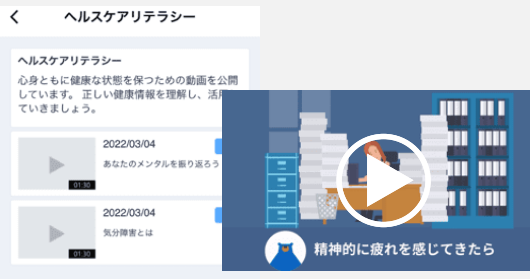 ヘルスケアリテラシー
ヘルスケアリテラシー
心身ともに健康な状態を保つための動画を公開
しています。 正しい健康情報を理解し、活用
ていきましょう。
2022/03/04
あなたのメンタルを振り返ろう
01:30
2022/03/04
気分障害とは
01:30
精神的に疲れを感じてきたら